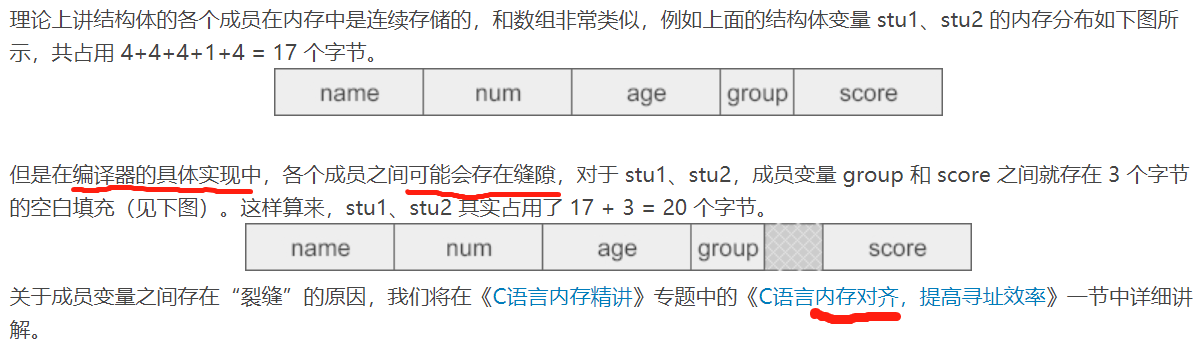 理论上讲结构体的各个成员在内存中是连续存储的，和数组非常类似，例如上面的结构体变量 stu1、stu2 的内存分布如下图所
示，共占用 4+4+4+1+4 = 17 个字节。
name num age group score
但是在编译器的具体实现中，各个成员之间可能会存在缝隙，对于 stu1、stu2，成员变量 group 和 score 之间就存在 3 个字节
的空白填充（见下图）。这样算来，stu1、stu2 其实占用了 17 + 3 = 20 个字节。
name num age group score
关于成员变量之间存在“裂缝”的原因，我们将在《C语言内存精讲》专题中的《C语言内存对齐，提高寻址效率》一节中详细讲
解。